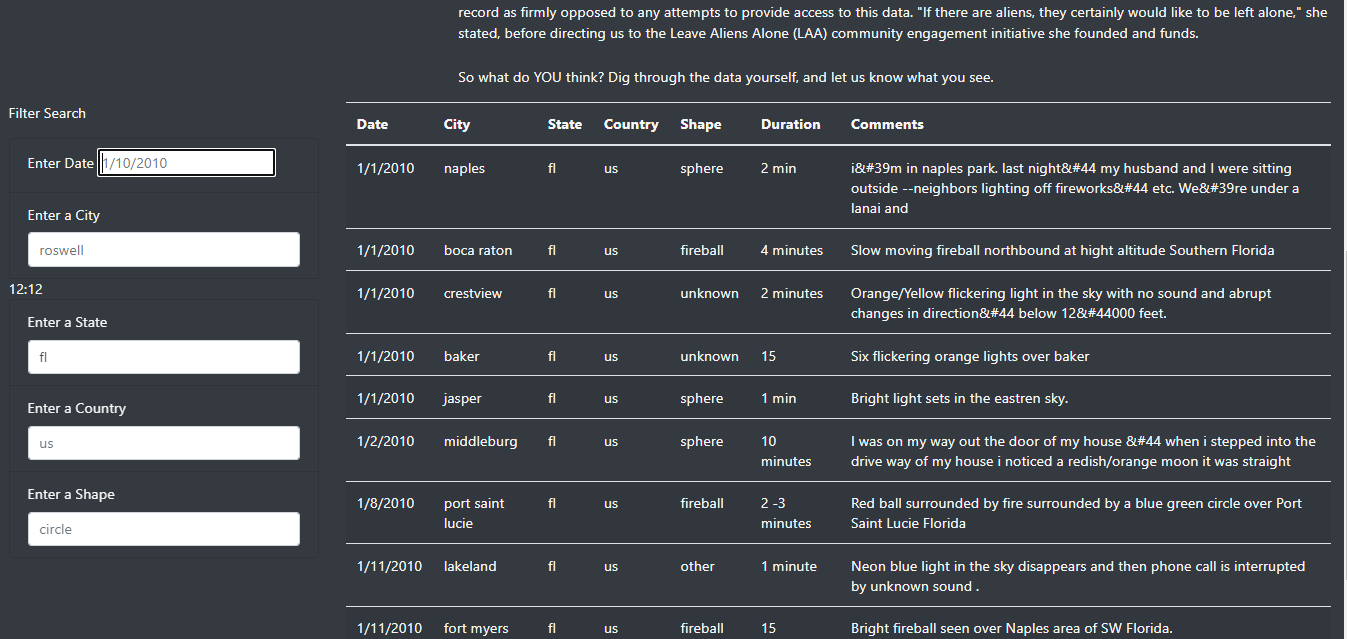 record as firmly opposed to any attempts to provide access to this data. "If there are aliens, they certainly would like to be left alone," she
stated, before directing us to the Leave Aliens Alone (LAA) community engagement initiative she founded and funds.
So what do YOU think? Dig through the data yourself, and let us know what you see.
Filter Search
Enter Date 1/10/2010
Enter a City
roswell
12:12
Enter a State
fl
Enter a Country
us
Enter a Shape
circle
Date City State Country Shape Duration Comments
1/1/2010 naples fl us sphere 2 min i&#39m in naples park. last night&#44 my husband and I were sitting
outside --neighbors lighting off fireworks&#44 etc. We&#39re under a
lanai and
1/1/2010 boca raton fl us fireball 4 minutes Slow moving fireball northbound at hight altitude Southern Florida
1/1/2010 crestview fl us unknown 2 minutes Orange/Yellow flickering light in the sky with no sound and abrupt
changes in direction&#44 below 12&#44000 feet.
1/1/2010 baker fl us unknown 15 Six flickering orange lights over baker
1/1/2010 jasper fl us sphere 1 min Bright light sets in the eastren sky.
1/2/2010 middleburg fl us sphere 10 I was on my way out the door of my house &#44 when i stepped into the
minutes drive way of my house i noticed a redish/orange moon it was straight
1/8/2010 port saint fl us fireball 2 -3 Red ball surrounded by fire surrounded by a blue green circle over Port
lucie minutes Saint Lucie Florida
1/11/2010 lakeland fl us other 1 minute Neon blue light in the sky disappears and then phone call is interrupted
by unknown sound .
1/11/2010 fort myers fl us fireball 15 Bright fireball seen over Naples area of SW Florida.